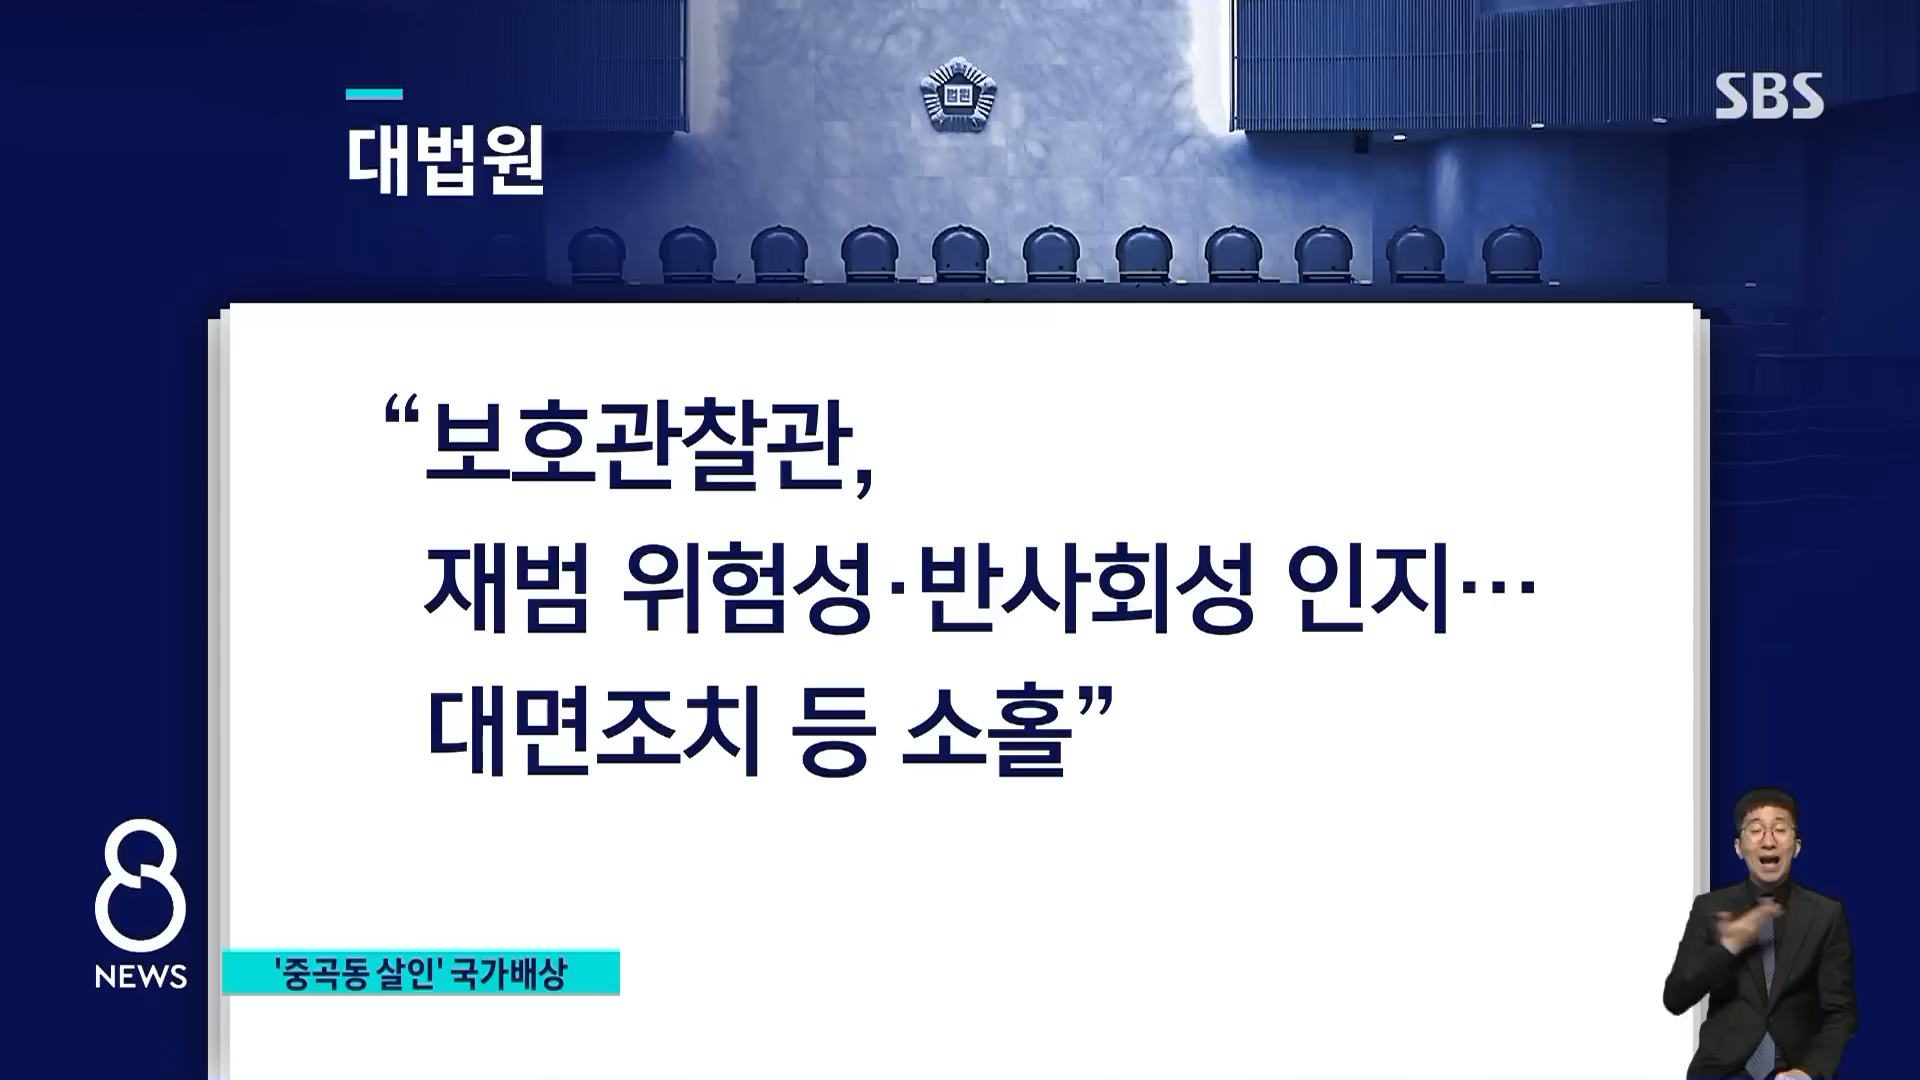 SBS
법원
대법원
“보호관찰관,
재범 위험성·반사회성 인지…
대면조치 등 소홀”
8
NEWS
'중곡동 살인' 국가배상